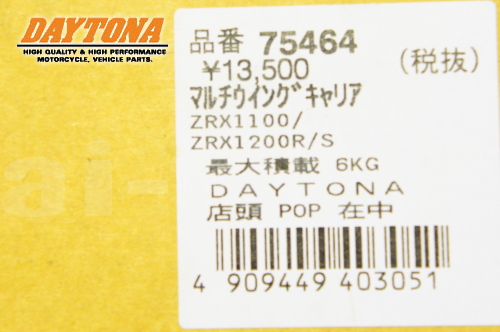 DAYTONA
HIGH QUALITY & HIGH PERFORMANCE
MOTORCYCLE, VEHICLE PARTS.
品番 75464
¥13,500 (税抜)
マルチウイングキャリア
ZRX1100/
ZRX1200R/S
最大積載 6KG
DAYTONA
店頭 POP 在中
4 909449 403051